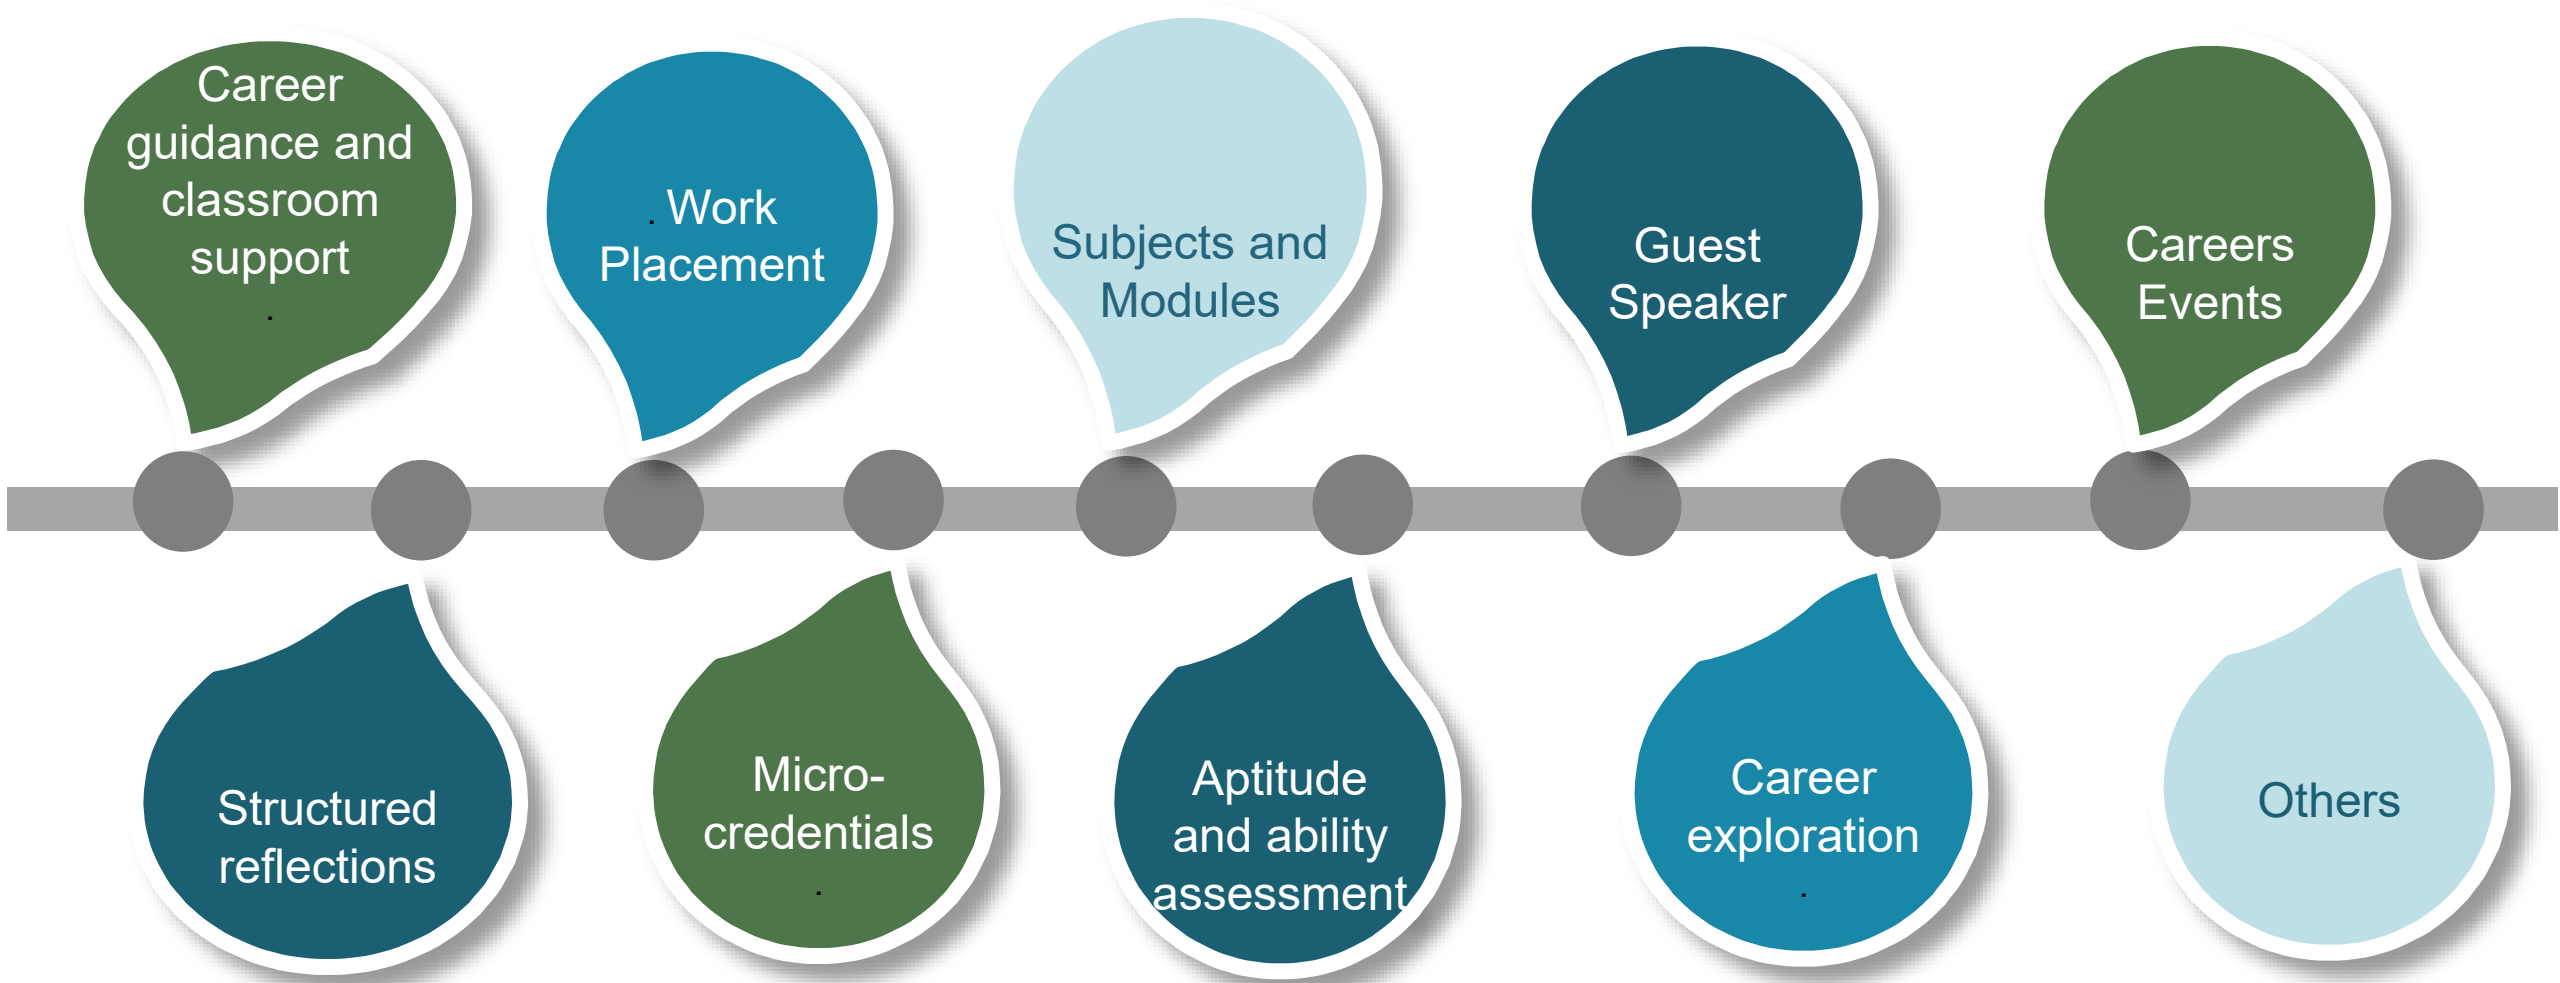 Career
guidance and
classroom
support
.
. Work
Placement
Subjects and
Modules
Guest
Speaker
Careers
Events
Structured
reflections
Micro-
credentials
.
Aptitude
and ability
assessment
Career
exploration
.
Others